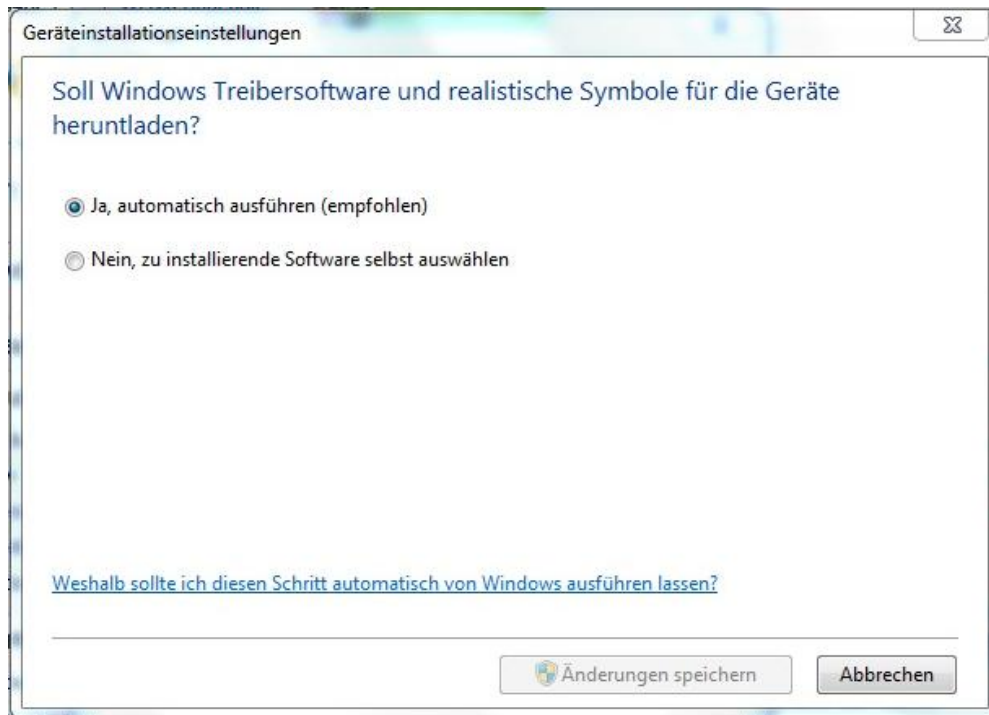 Geräteinstallationseinstellungen
Soll Windows Treibersoftware und realistische Symbole für die Geräte
heruntladen?
Ja, automatisch ausführen (empfohlen)
Nein, zu installierende Software selbst auswählen
Weshalb sollte ich diesen Schritt automatisch von Windows ausführen lassen?
Änderungen speichern
Abbrechen